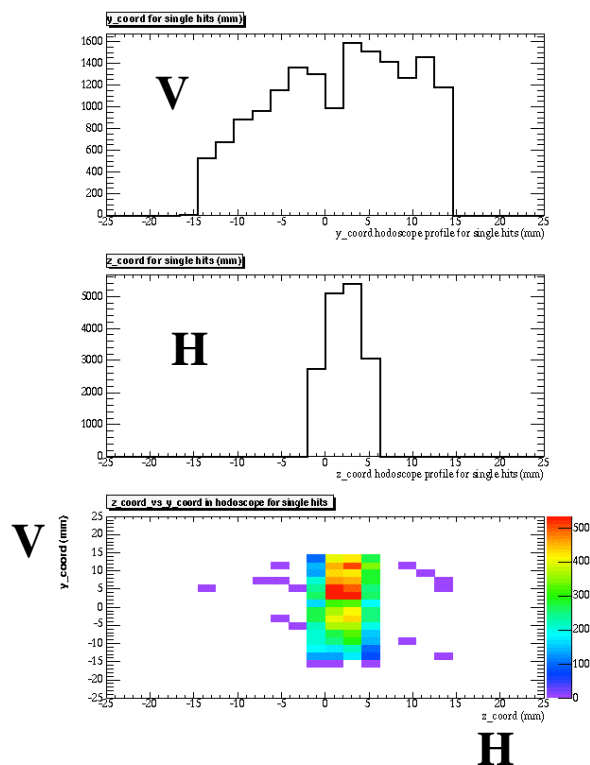 y_coord for single hits (mm)
1600
1400
1200
1000
800
600
400
200
0
V
-25 -20 -15 -10 -5 0 5 10 15 20 25
y_coord hodoscope profile for single hits (mm)
z_coord for single hits (mm)
5000
4000
3000
2000
1000
0
H
-25 -20 -15 -10 -5 0 5 10 15 20 25
z_coord hodoscope profile for single hits (mm)
z_coord_vs_y_coord in hodoscope for single hits
V
y_coord (mm)
25
20
15
10
5
0
-5
-10
-15
-20
-25
-25 -20 -15 -10 -5 0 5 10 15 20 25
500
400
300
200
100
0
z_coord (mm)
H